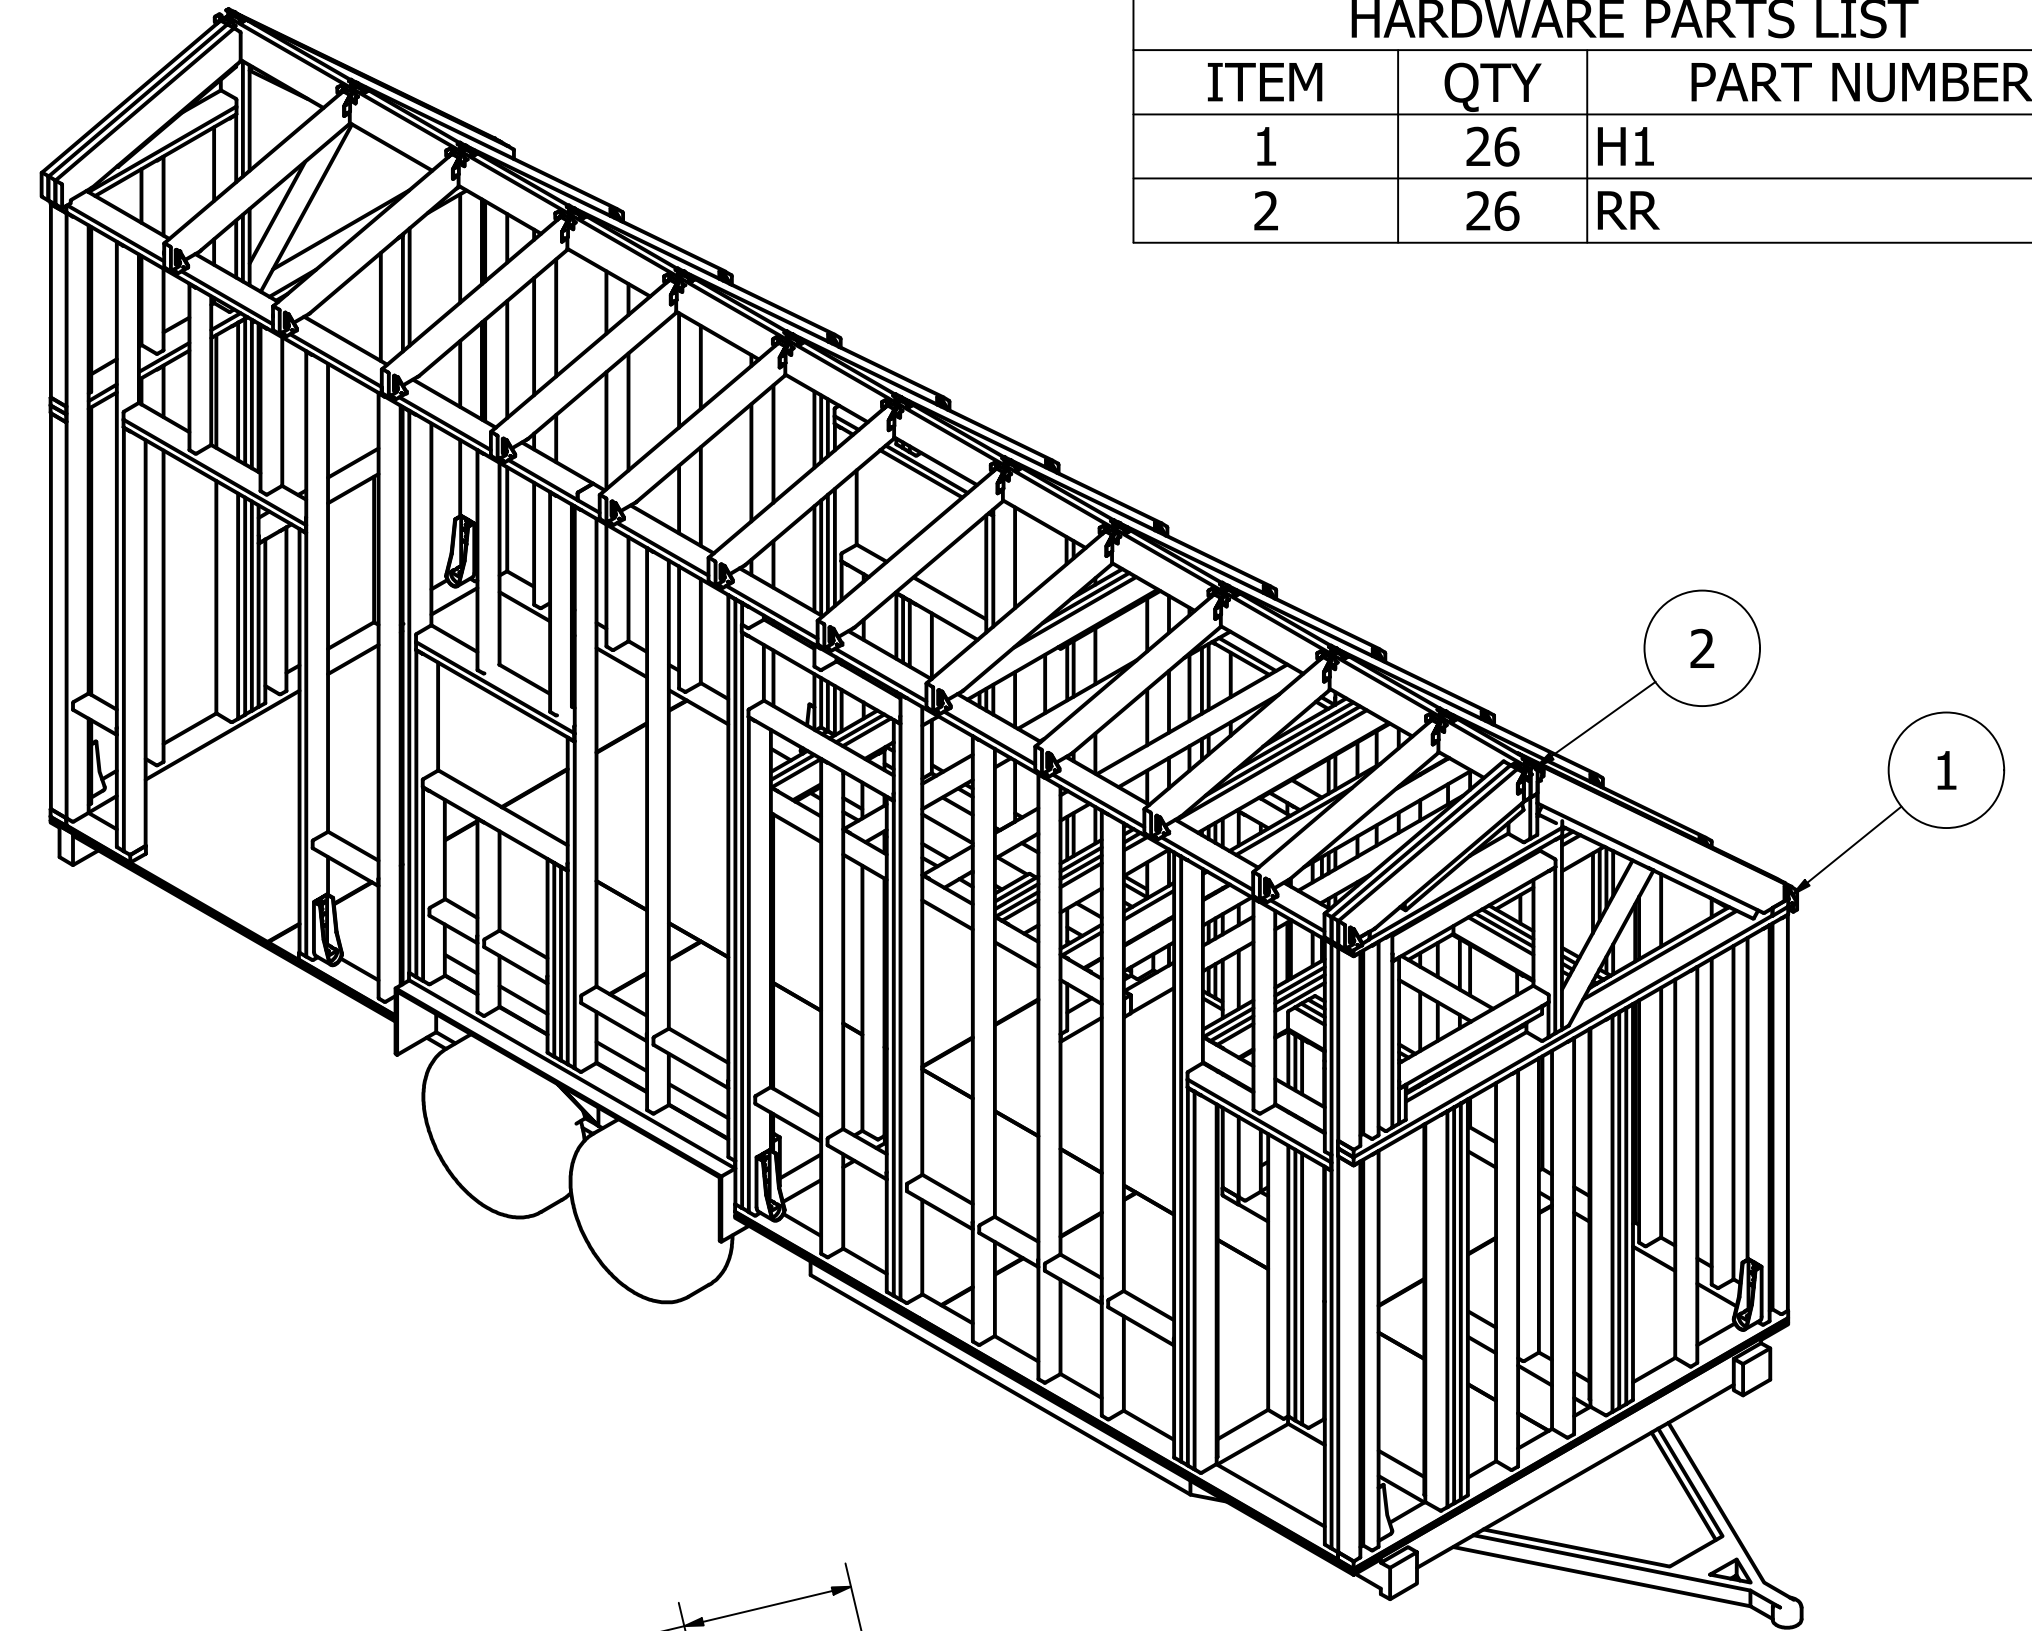 HARDWARE PARTS LIST
ITEM QTY PART NUMBER
1 26 H1
2 26 RR
2
1